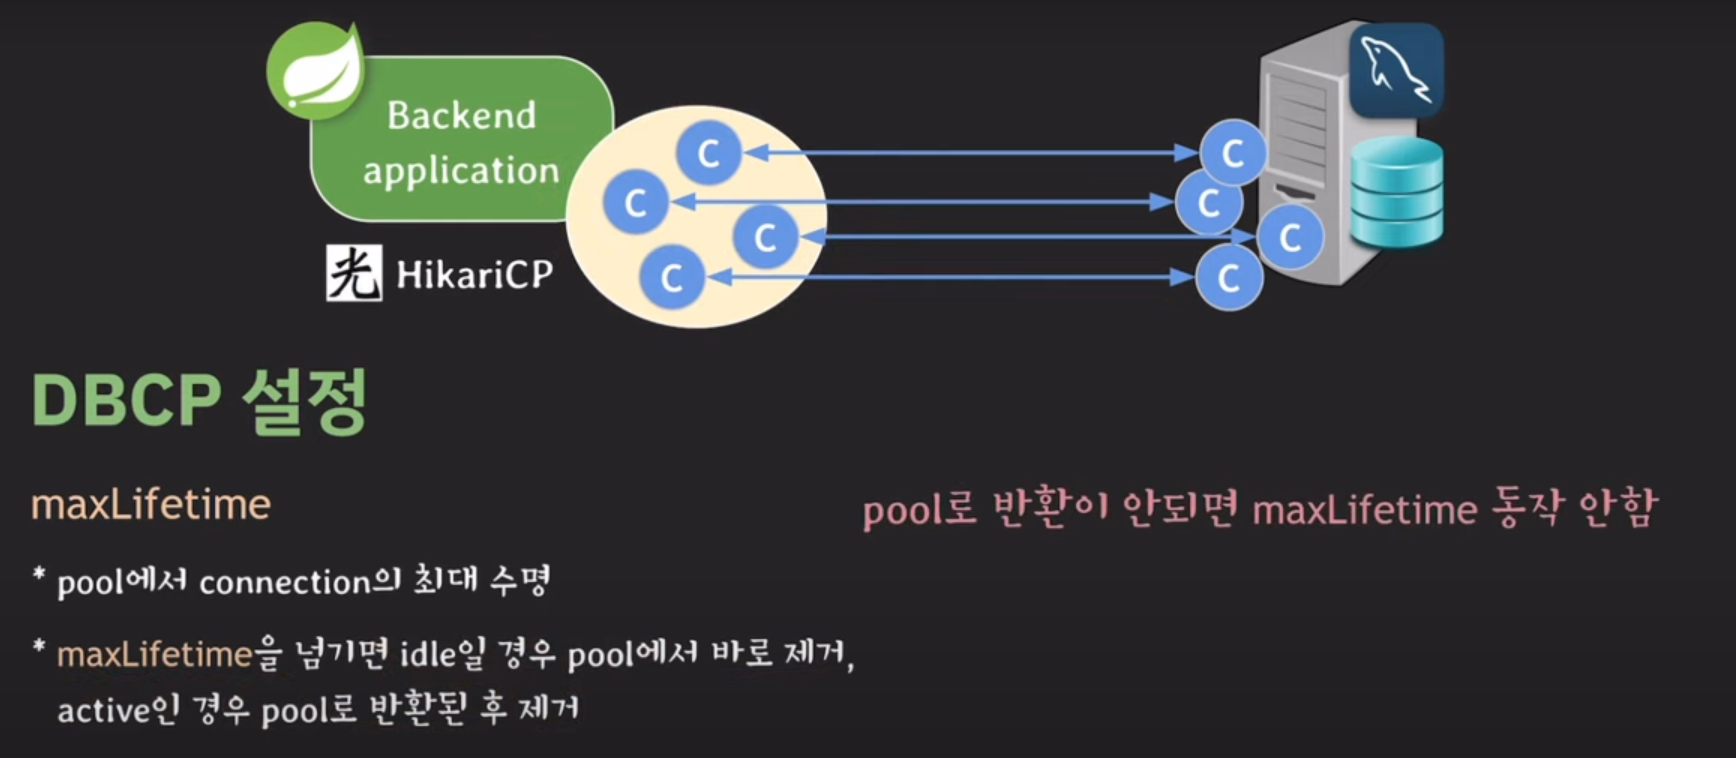 Backend
application
C
C
C
C
C
C
C
C
光 HikariCP
DBCP 설정
maxLifetime
pool로 반환이 안되면 maxLifetime 동작 안함
* pool에서 connection의 최대 수명
* maxLifetime을 넘기면 idle일 경우 pool에서 바로 제거,
active인 경우 pool로 반환된 후 제거